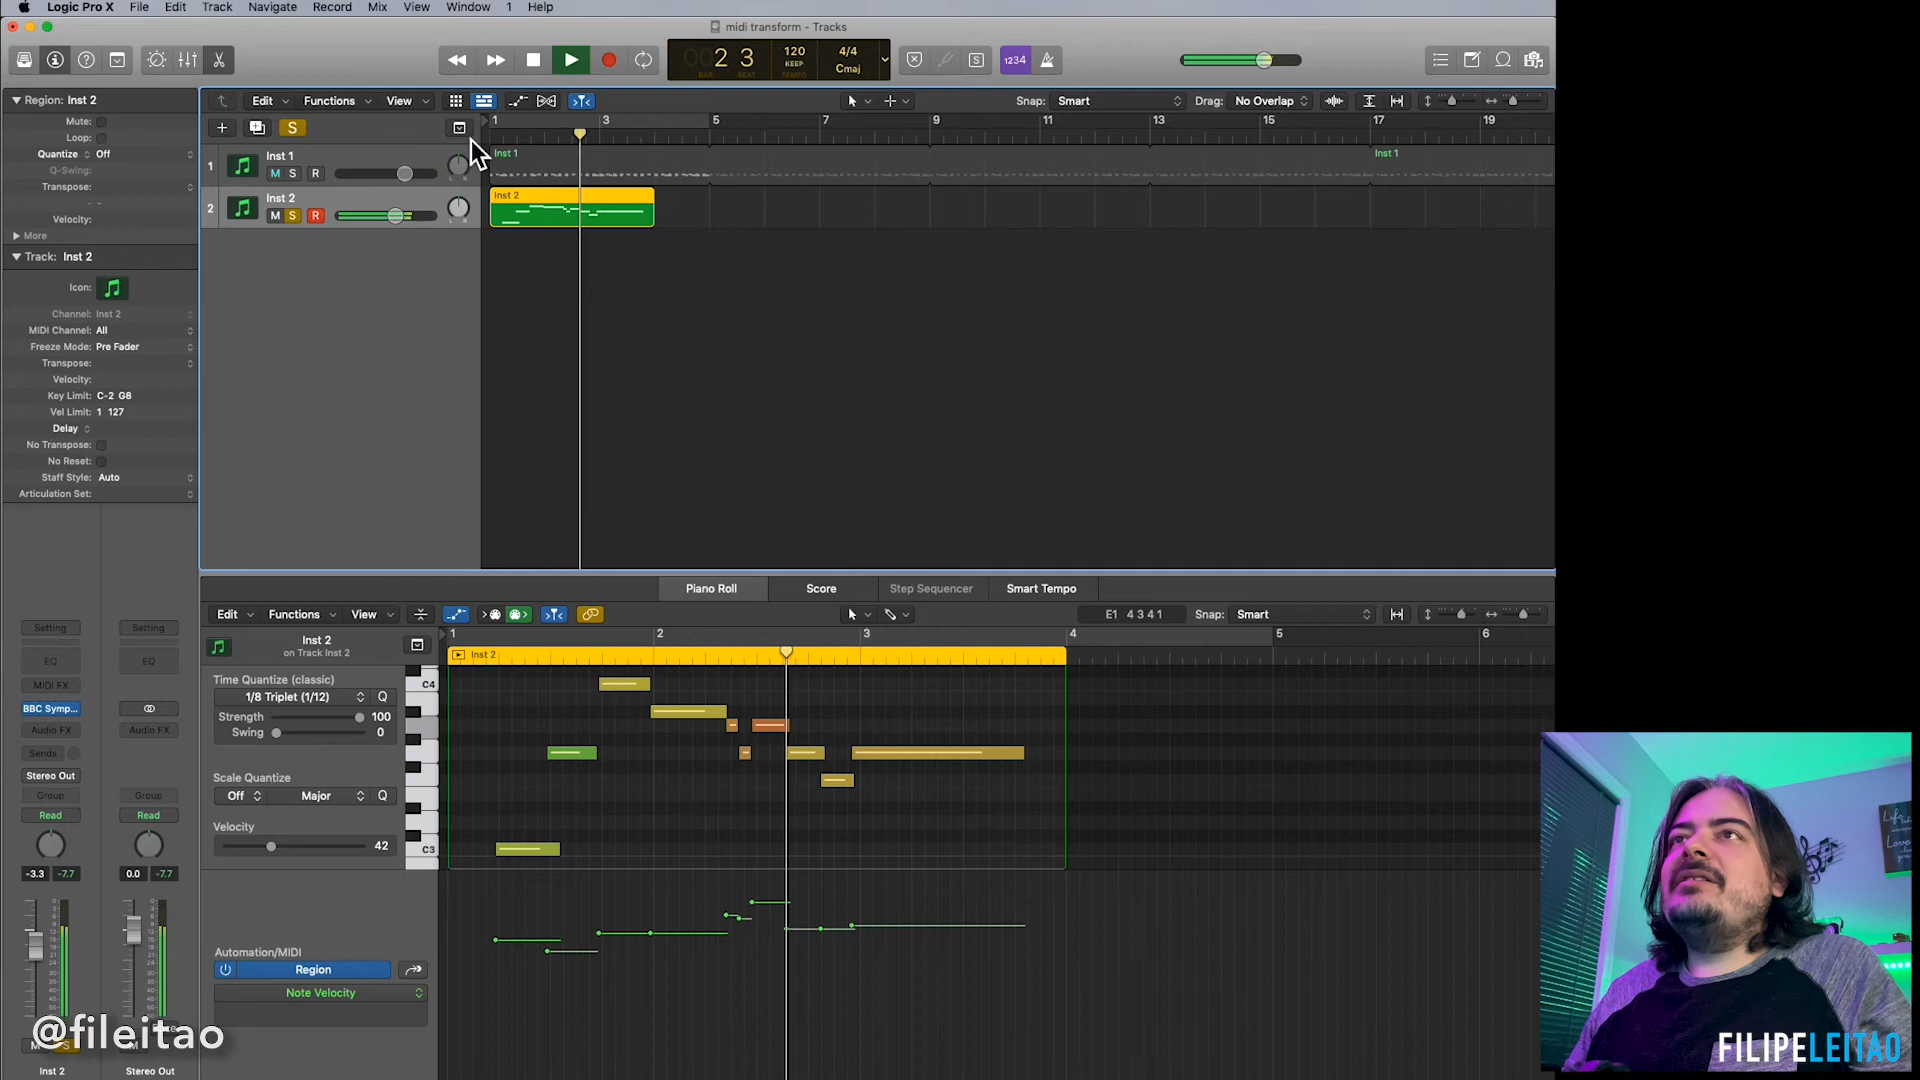 Logic Pro X File Edit Track Navigate Record Mix View Window 1 Help
midi transform - Tracks
002 3 120 4/4
BAR BEAT KEEP TEMPO Cmaj
1234
Region: Inst 2
Mute:
Loop:
Quantize Off
Q-Swing:
Transpose:
Velocity:
More
Track: Inst 2
Icon:
Channel: Inst 2
MIDI Channel: All
Freeze Mode: Pre Fader
Transpose:
Velocity:
Key Limit: C-2 G8
Vel Limit: 1 127
Delay
No Transpose:
No Reset:
Staff Style: Auto
Articulation Set:
Edit Functions View Snap: Smart Drag: No Overlap
S
1 3 5 7 9 11 13 15 17 19
1 Inst 1 M S R L R
Inst 1 Inst 1
2 Inst 2 M S R L R
Inst 2
Piano Roll Score Step Sequencer Smart Tempo
Edit Functions View E1 4 3 4 1 Snap: Smart
Inst 2
on Track Inst 2
1 2 3 4 5 6
Inst 2
Time Quantize (classic)
1/8 Triplet (1/12) Q
Strength 100
Swing 0
Scale Quantize
Off Major Q
Velocity
42
C4
C3
Automation/MIDI
Region
Note Velocity
Setting Setting
EQ EQ
MIDI FX
BBC Symp...
Audio FX Audio FX
Sends
Stereo Out
Group Group
Read Read
-3.3 -7.7 0.0 -7.7
M S M
Inst 2 Stereo Out
@fileitao
FILIPELEITAO